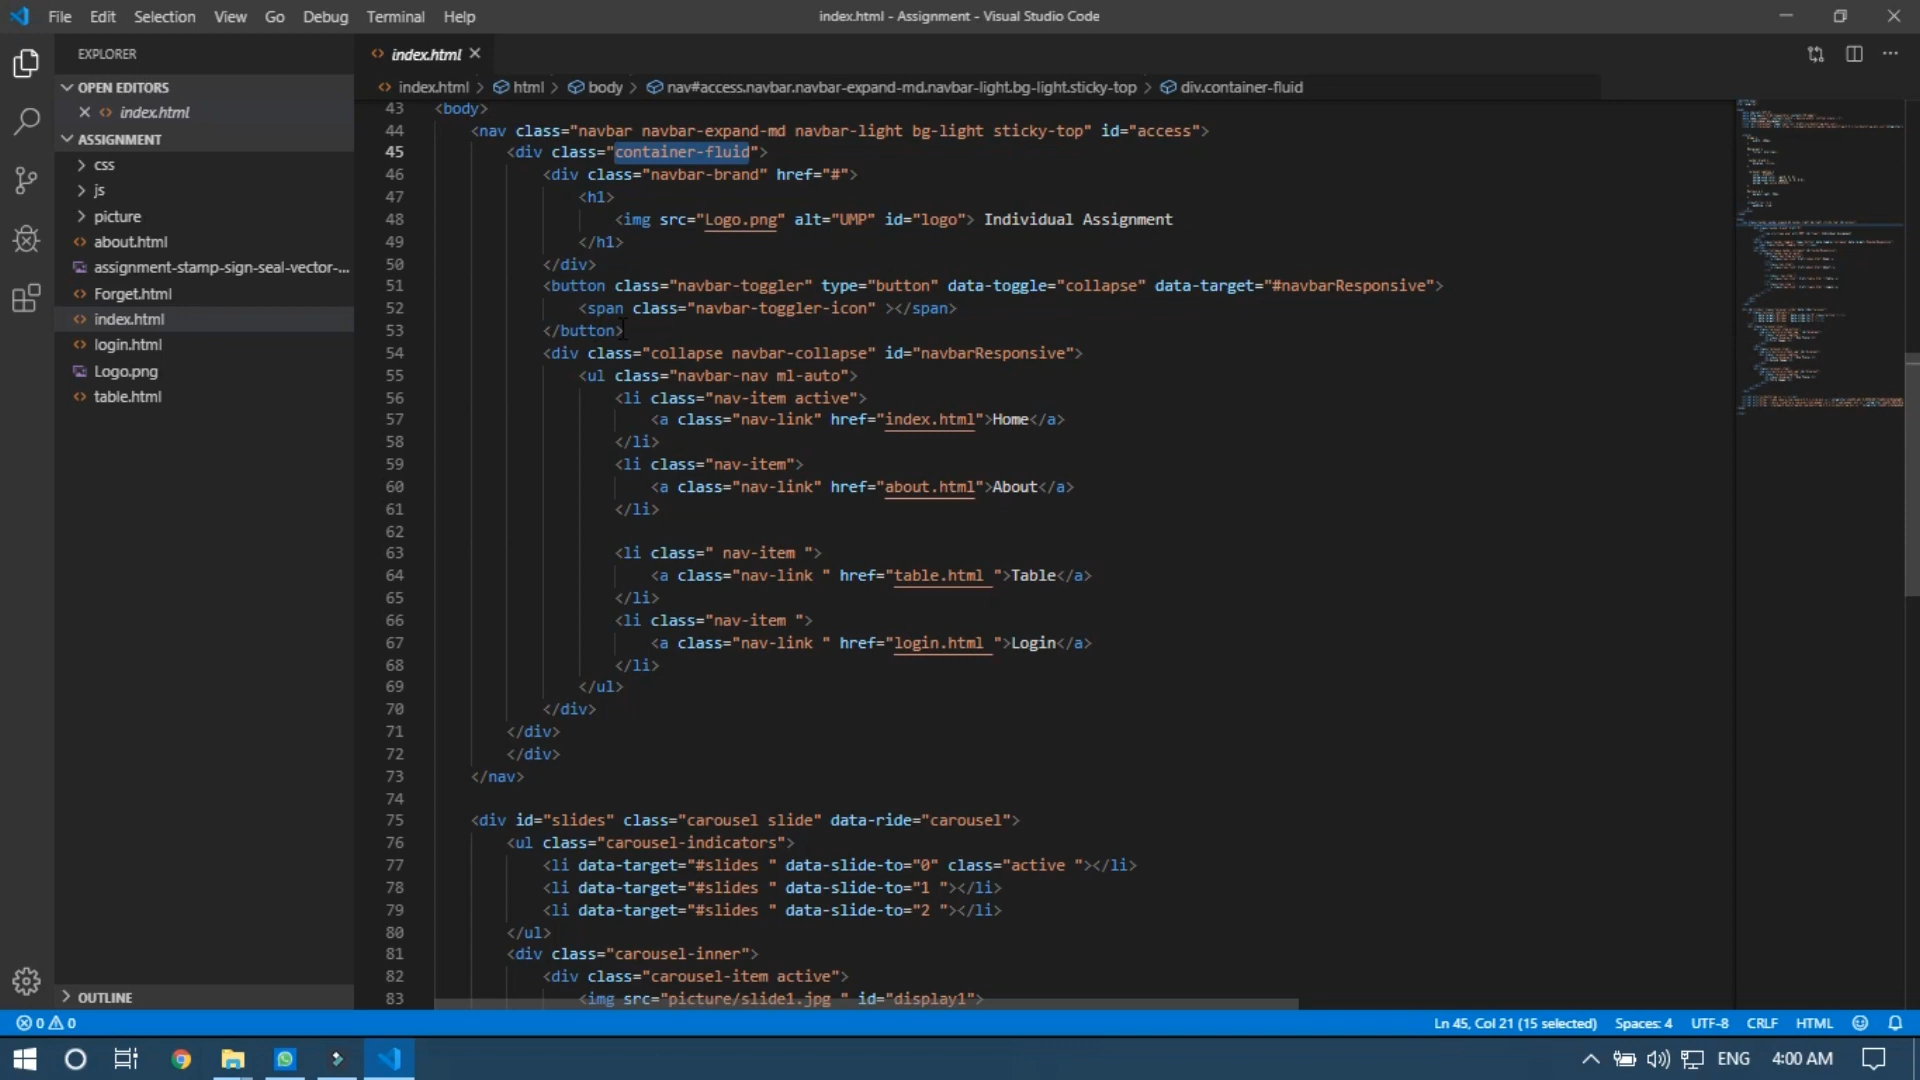 File Edit Selection View Go Debug Terminal Help
index.html - Assignment - Visual Studio Code
EXPLORER
OPEN EDITORS
index.html
ASSIGNMENT
css
js
picture
about.html
assignment-stamp-sign-seal-vector-...
Forget.html
index.html
login.html
Logo.png
table.html
OUTLINE
index.html
index.html > html > body > nav#access.navbar.navbar-expand-md.navbar-light.bg-light.sticky-top > div.container-fluid
43 <body>
44 <nav class="navbar navbar-expand-md navbar-light bg-light sticky-top" id="access">
45 <div class="container-fluid">
46 <div class="navbar-brand" href="#">
47 <h1>
48 <img src="Logo.png" alt="UMP" id="logo"> Individual Assignment
49 </h1>
50 </div>
51 <button class="navbar-toggler" type="button" data-toggle="collapse" data-target="#navbarResponsive">
52 <span class="navbar-toggler-icon" ></span>
53 </button>
54 <div class="collapse navbar-collapse" id="navbarResponsive">
55 <ul class="navbar-nav ml-auto">
56 <li class="nav-item active">
57 <a class="nav-link" href="index.html">Home</a>
58 </li>
59 <li class="nav-item">
60 <a class="nav-link" href="about.html">About</a>
61 </li>
62
63 <li class=" nav-item ">
64 <a class="nav-link " href="table.html ">Table</a>
65 </li>
66 <li class="nav-item ">
67 <a class="nav-link " href="login.html ">Login</a>
68 </li>
69 </ul>
70 </div>
71 </div>
72 </div>
73 </nav>
74
75 <div id="slides" class="carousel slide" data-ride="carousel">
76 <ul class="carousel-indicators">
77 <li data-target="#slides " data-slide-to="0" class="active "></li>
78 <li data-target="#slides " data-slide-to="1 "></li>
79 <li data-target="#slides " data-slide-to="2 "></li>
80 </ul>
81 <div class="carousel-inner">
82 <div class="carousel-item active">
83 <img src="picture/slide1.jpg " id="display1">
0 0
Ln 45, Col 21 (15 selected) Spaces: 4 UTF-8 CRLF HTML
ENG 4:00 AM